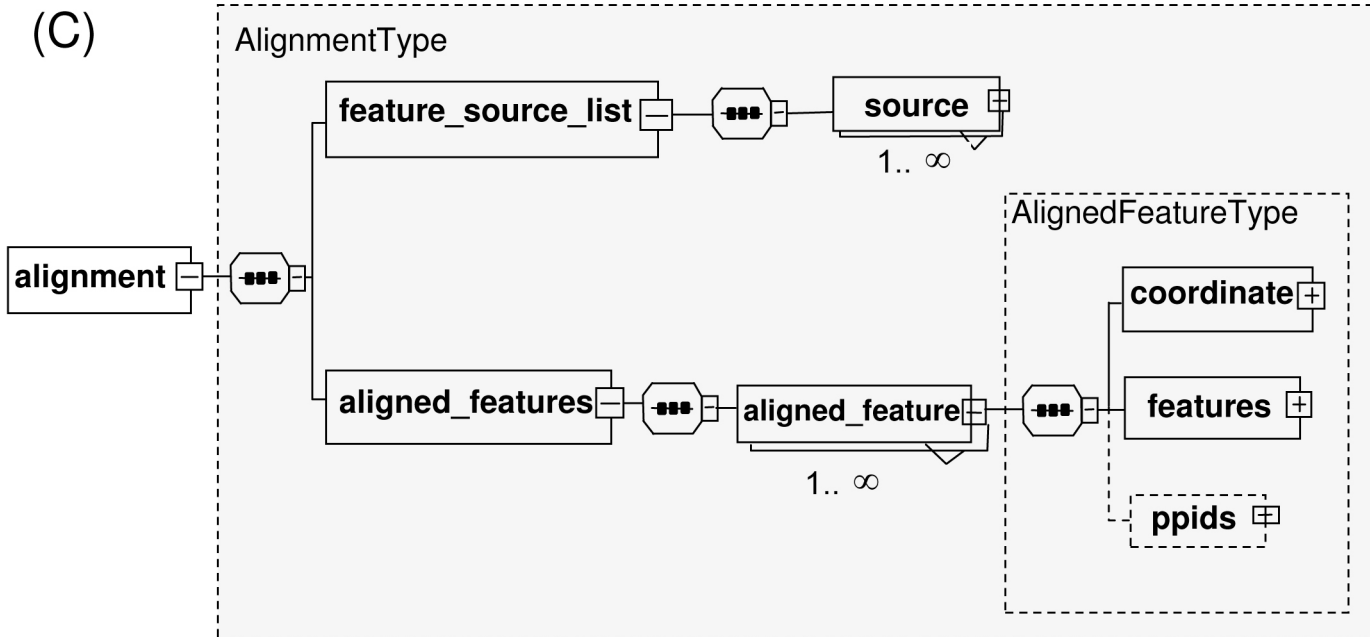 (C)
AlignmentType
feature_source_list
source
1.. ∞
AlignedFeatureType
alignment
coordinate
aligned_features
aligned_feature
features
1.. ∞
ppids